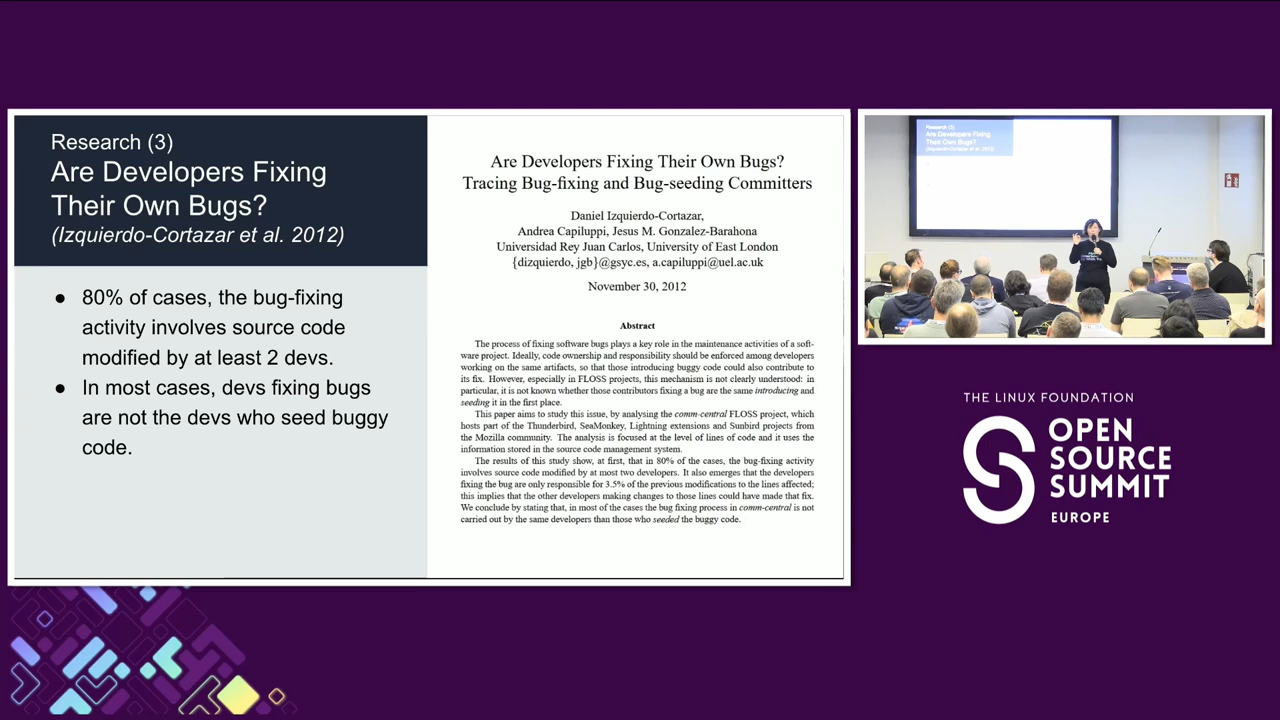 Research (3)
Are Developers Fixing
Their Own Bugs?
(Izquierdo-Cortazar et al. 2012)
● 80% of cases, the bug-fixing
activity involves source code
modified by at least 2 devs.
● In most cases, devs fixing bugs
are not the devs who seed buggy
code.
Are Developers Fixing Their Own Bugs?
Tracing Bug-fixing and Bug-seeding Committers
Daniel Izquierdo-Cortazar,
Andrea Capiluppi, Jesus M. Gonzalez-Barahona
Universidad Rey Juan Carlos, University of East London
{dizquierdo, jgb}@gsyc.es, a.capiluppi@uel.ac.uk
November 30, 2012
Abstract
The process of fixing software bugs plays a key role in the maintenance activities of a soft-
ware project. Ideally, code ownership and responsibility should be enforced among developers
working on the same artifacts, so that those introducing buggy code could also contribute to
its fix. However, especially in FLOSS projects, this mechanism is not clearly understood: in
particular, it is not known whether those contributors fixing a bug are the same introducing and
seeding it in the first place.
This paper aims to study this issue, by analysing the comm-central FLOSS project, which
hosts part of the Thunderbird, SeaMonkey, Lightning extensions and Sunbird projects from
the Mozilla community. The analysis is focused at the level of lines of code and it uses the
information stored in the source code management system.
The results of this study show, at first, that in 80% of the cases, the bug-fixing activity
involves source code modified by at most two developers. It also emerges that the developers
fixing the bug are only responsible for 3.5% of the previous modifications to the lines affected;
this implies that the other developers making changes to those lines could have made that fix.
We conclude by stating that, in most of the cases the bug fixing process in comm-central is not
carried out by the same developers than those who seeded the buggy code.
Research (3)
Are Developers Fixing
Their Own Bugs?
(Izquierdo-Cortazar et al. 2012)
THE LINUX FOUNDATION
OPEN
SOURCE
SUMMIT
EUROPE